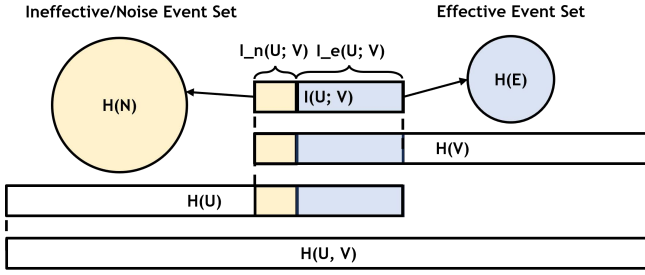 Ineffective/Noise Event Set
Effective Event Set
I_n(U; V) I_e(U; V)
H(N)
I(U; V)
H(E)
H(V)
H(U)
H(U, V)